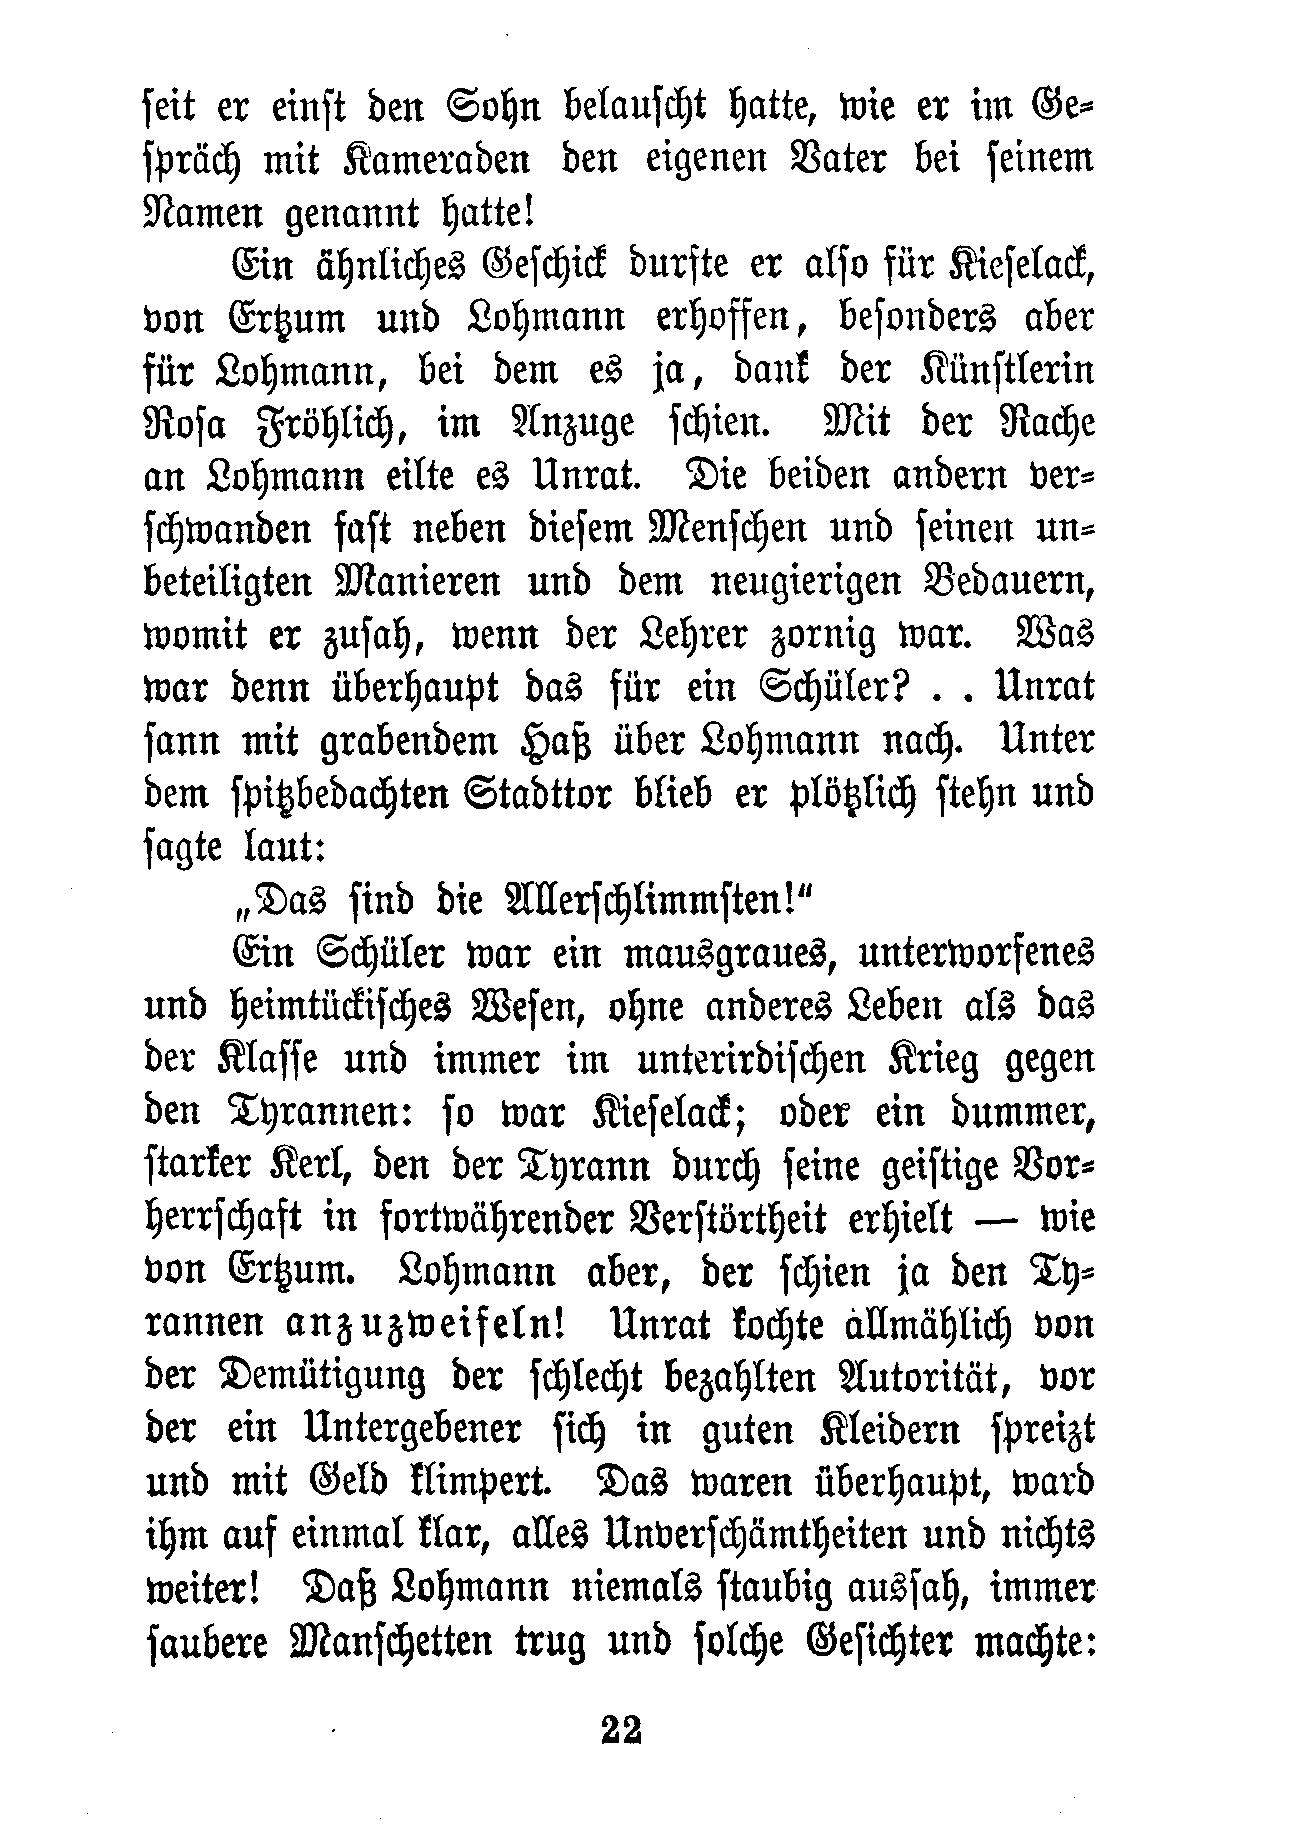 seit er einst den Sohn belauscht hatte, wie er im Ge-
spräch mit Kameraden den eigenen Vater bei seinem
Namen genannt hatte!
Ein ähnliches Geschick durfte er also für Kieselack,
von Ertzum und Lohmann erhoffen, besonders aber
für Lohmann, bei dem es ja, dank der Künstlerin
Rosa Fröhlich, im Anzuge schien. Mit der Rache
an Lohmann eilte es Unrat. Die beiden andern ver-
schwanden fast neben diesem Menschen und seinen un-
beteiligten Manieren und dem neugierigen Bedauern,
womit er zusah, wenn der Lehrer zornig war. Was
war denn überhaupt das für ein Schüler? . . Unrat
sann mit grabendem Haß über Lohmann nach. Unter
dem spitzbedachten Stadttor blieb er plötzlich stehn und
sagte laut:
„Das sind die Allerschlimmsten!“
Ein Schüler war ein mausgraues, unterworfenes
und heimtückisches Wesen, ohne anderes Leben als das
der Klasse und immer im unterirdischen Krieg gegen
den Tyrannen: so war Kieselack; oder ein dummer,
starker Kerl, den der Tyrann durch seine geistige Vor-
herrschaft in fortwährender Verstörtheit erhielt — wie
von Ertzum. Lohmann aber, der schien ja den Ty-
rannen anzuzweifeln! Unrat kochte allmählich von
der Demütigung der schlecht bezahlten Autorität, vor
der ein Untergebener sich in guten Kleidern spreizt
und mit Geld klimpert. Das waren überhaupt, ward
ihm auf einmal klar, alles Unverschämtheiten und nichts
weiter! Daß Lohmann niemals staubig aussah, immer
saubere Manschetten trug und solche Gesichter machte:
22